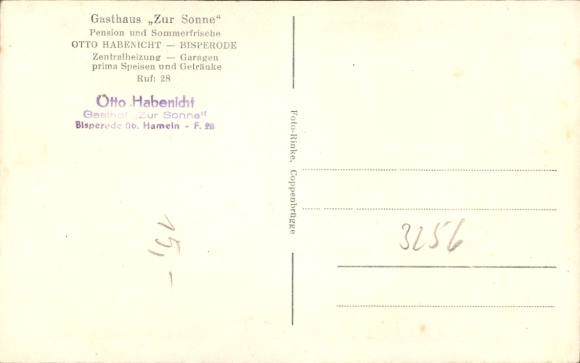 Gasthaus „Zur Sonne“
Pension und Sommerfrische
OTTO HABENICHT — BISPERODE
Zentralheizung — Garagen
prima Speisen und Getränke
Ruf: 28
Otto Habenicht
Gasthof „Zur Sonne"
Bisperode üb. Hameln - F. 28
Foto-Rinke, Coppenbrügge
15,–
3256